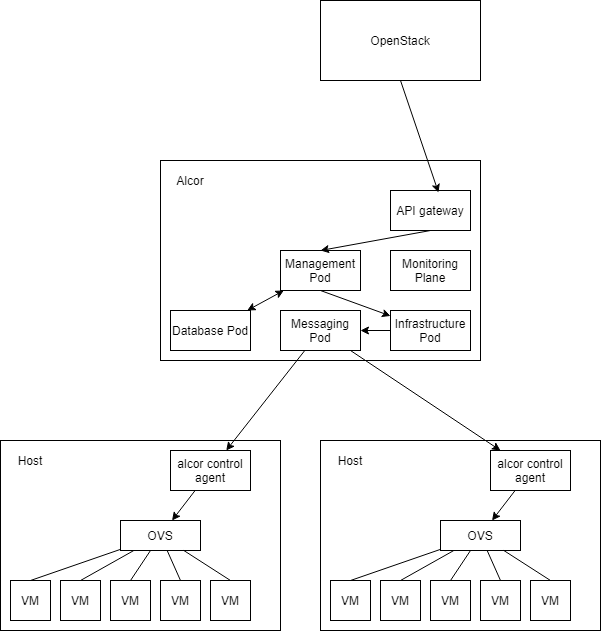 OpenStack
Alcor
API gateway
Management
Pod
Monitoring
Plane
Database Pod
Messaging
Pod
Infrastructure
Pod
Host
alcor control
agent
OVS
VM
VM
VM
VM
VM
Host
alcor control
agent
OVS
VM
VM
VM
VM
VM